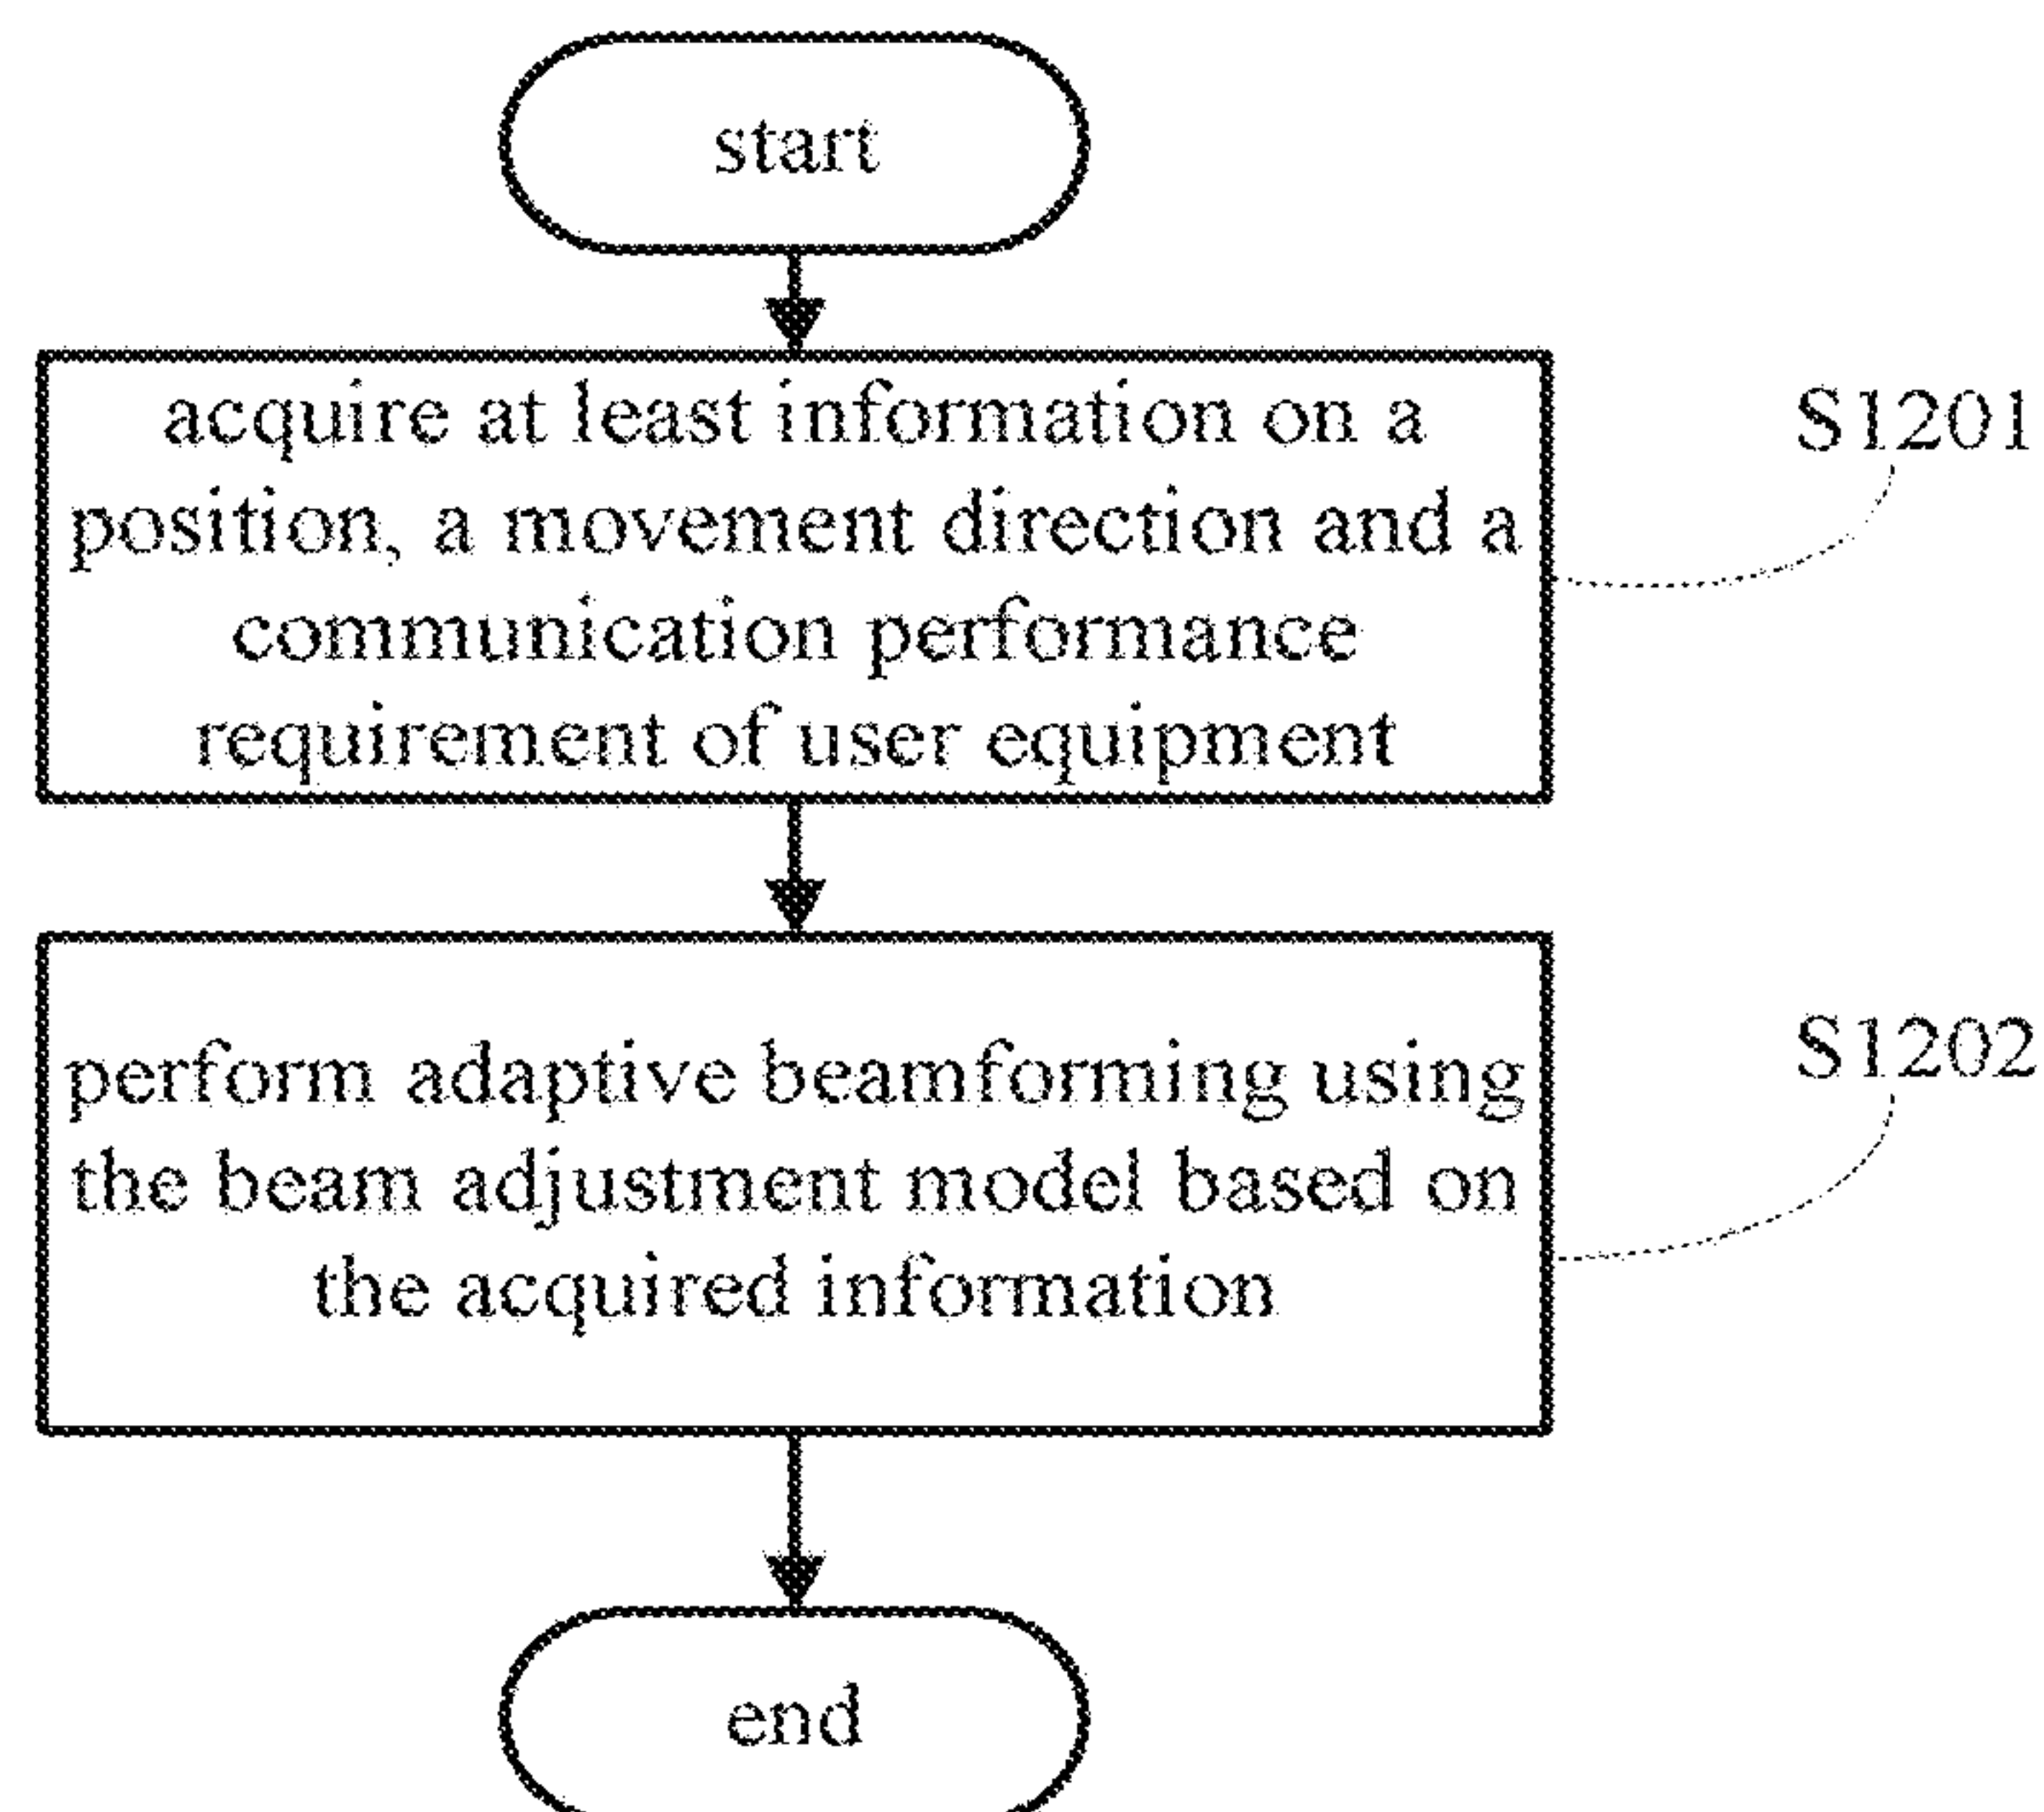 start
acquire at least information on a
position, a movement direction and a
communication performance
requirement of user equipment
S1201
perform adaptive beamforming using
the beam adjustment model based on
the acquired information
S1202
end